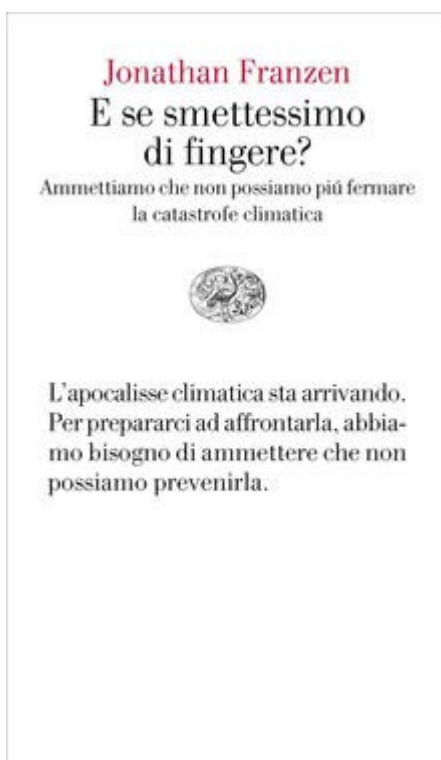 Jonathan Franzen
E se smettessimo
di fingere?
Ammettiamo che non possiamo piú fermare
la catastrofe climatica
L'apocalisse climatica sta arrivando.
Per prepararci ad affrontarla, abbia-
mo bisogno di ammettere che non
possiamo prevenirla.